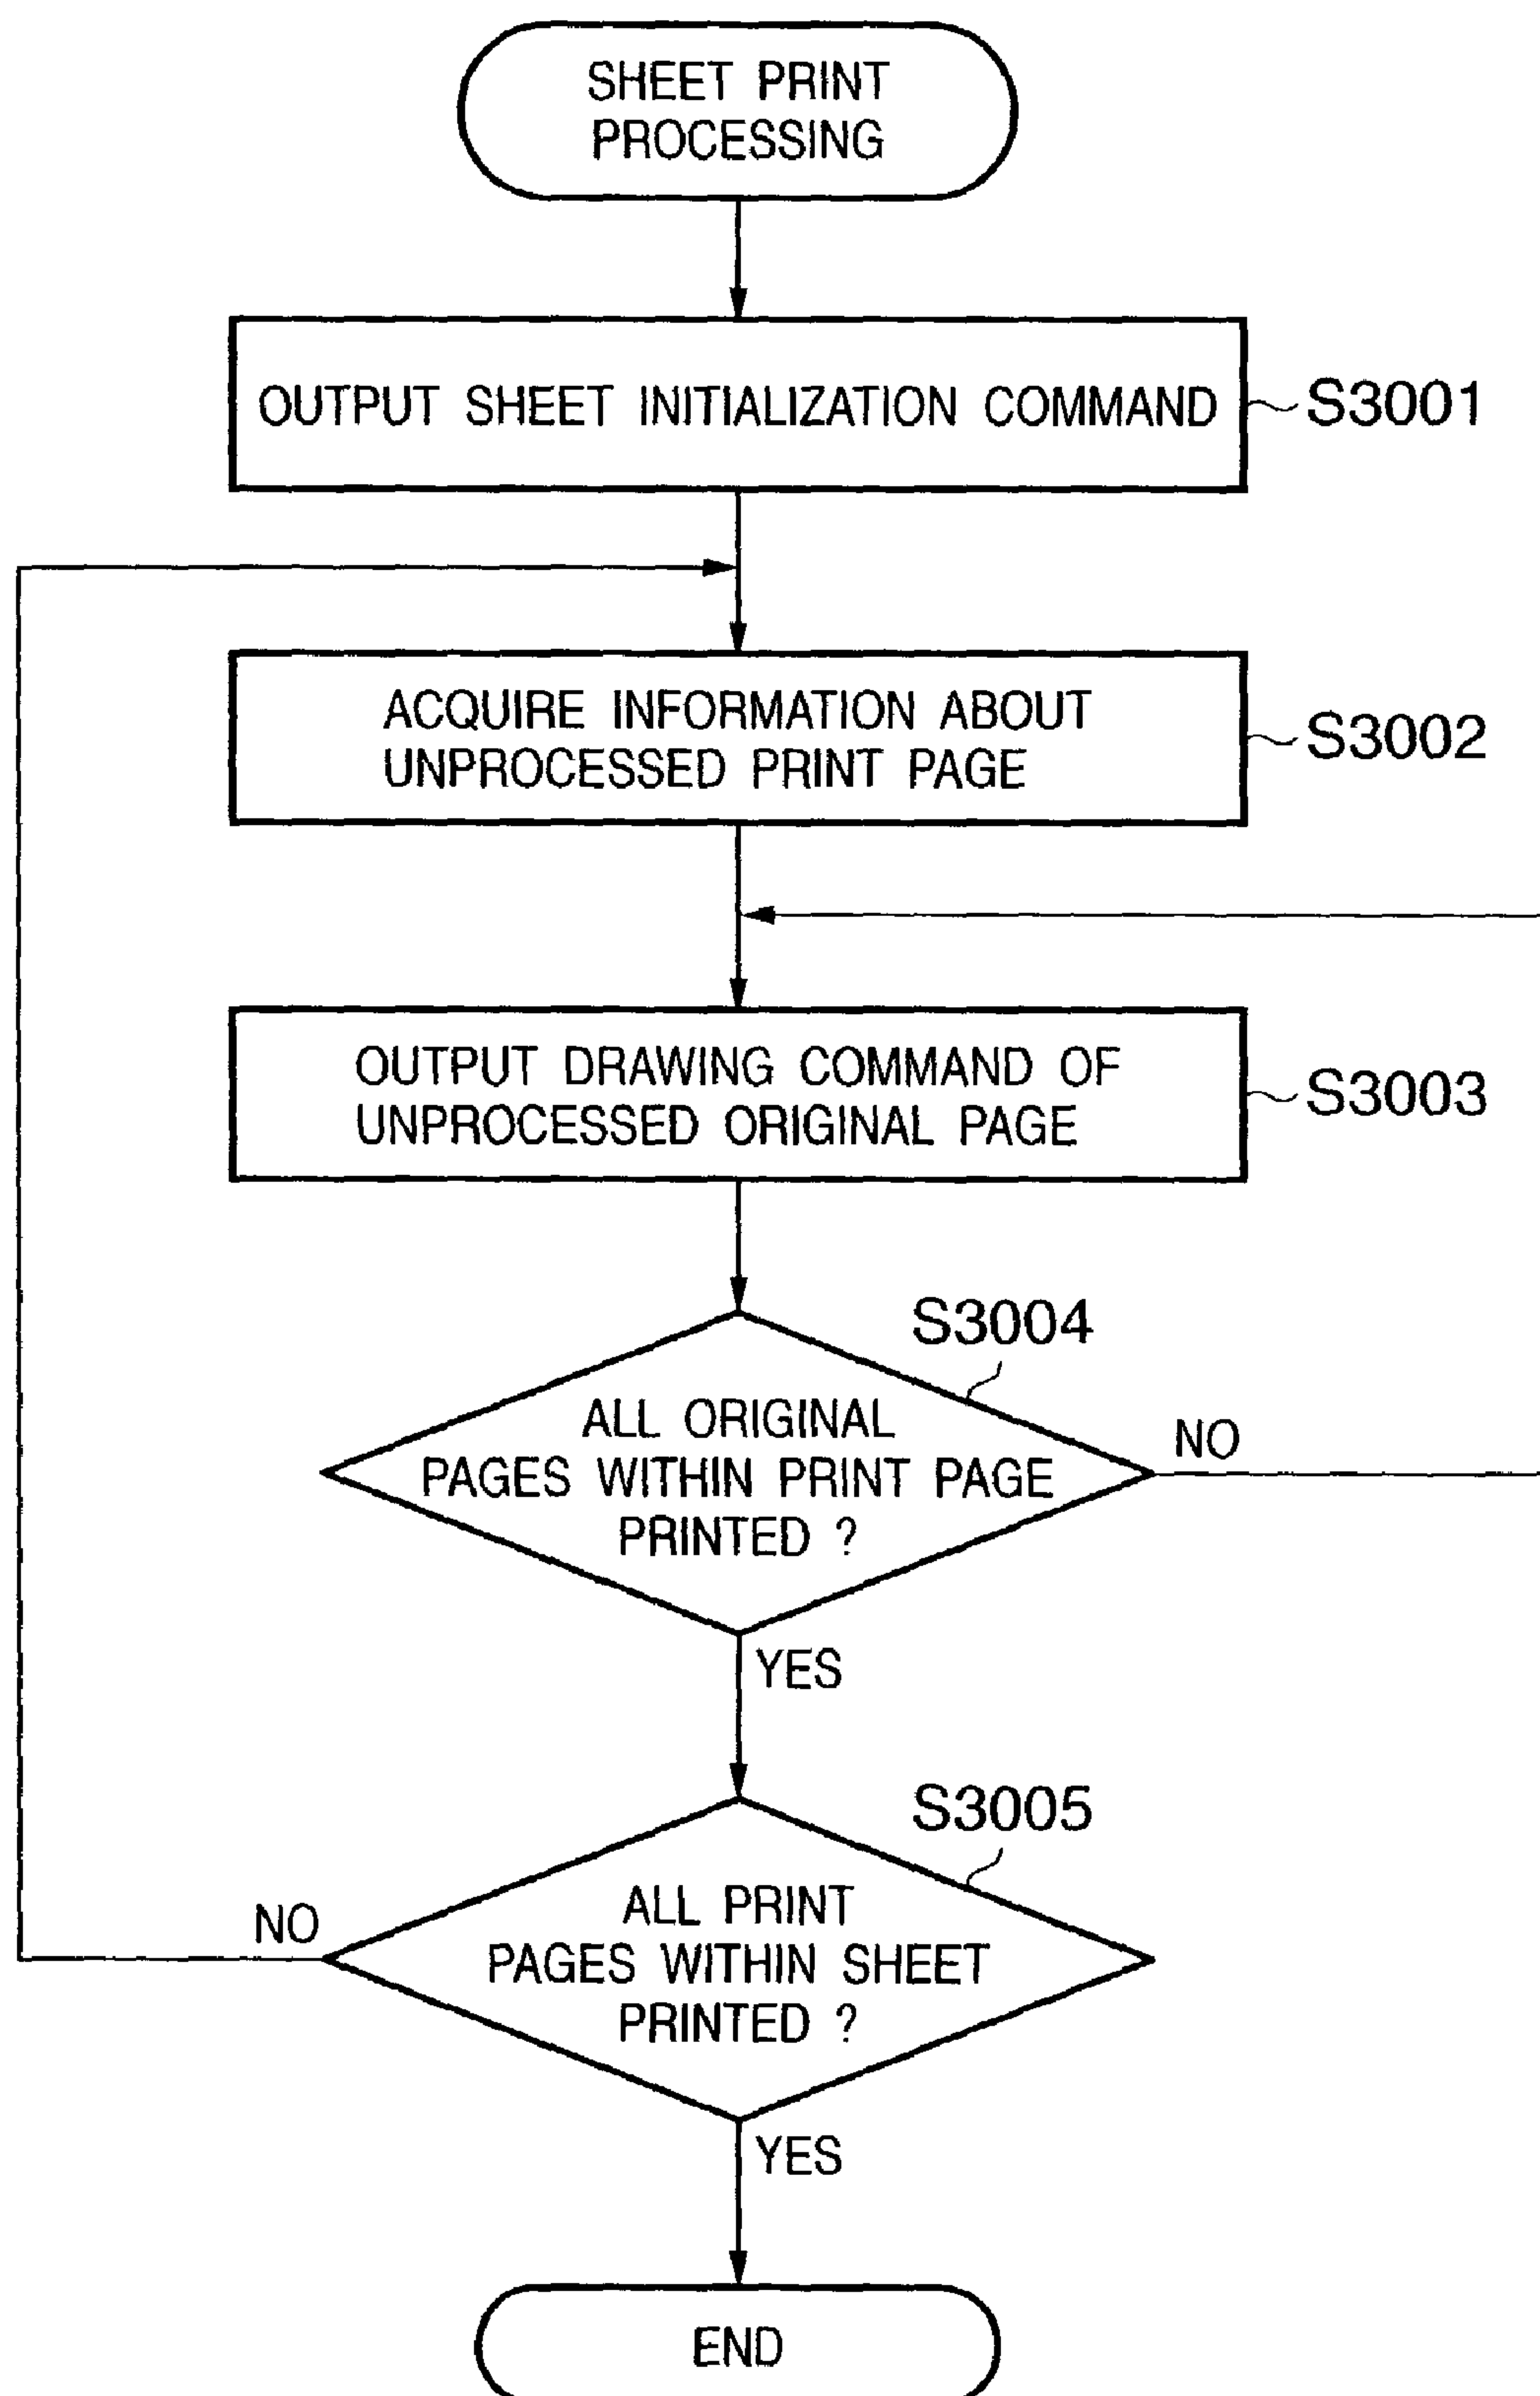 SHEET PRINT
PROCESSING
OUTPUT SHEET INITIALIZATION COMMAND
S3001
ACQUIRE INFORMATION ABOUT
UNPROCESSED PRINT PAGE
S3002
OUTPUT DRAWING COMMAND OF
UNPROCESSED ORIGINAL PAGE
S3003
S3004
ALL ORIGINAL
PAGES WITHIN PRINT PAGE
PRINTED ?
NO
YES
S3005
ALL PRINT
PAGES WITHIN SHEET
PRINTED ?
NO
YES
END